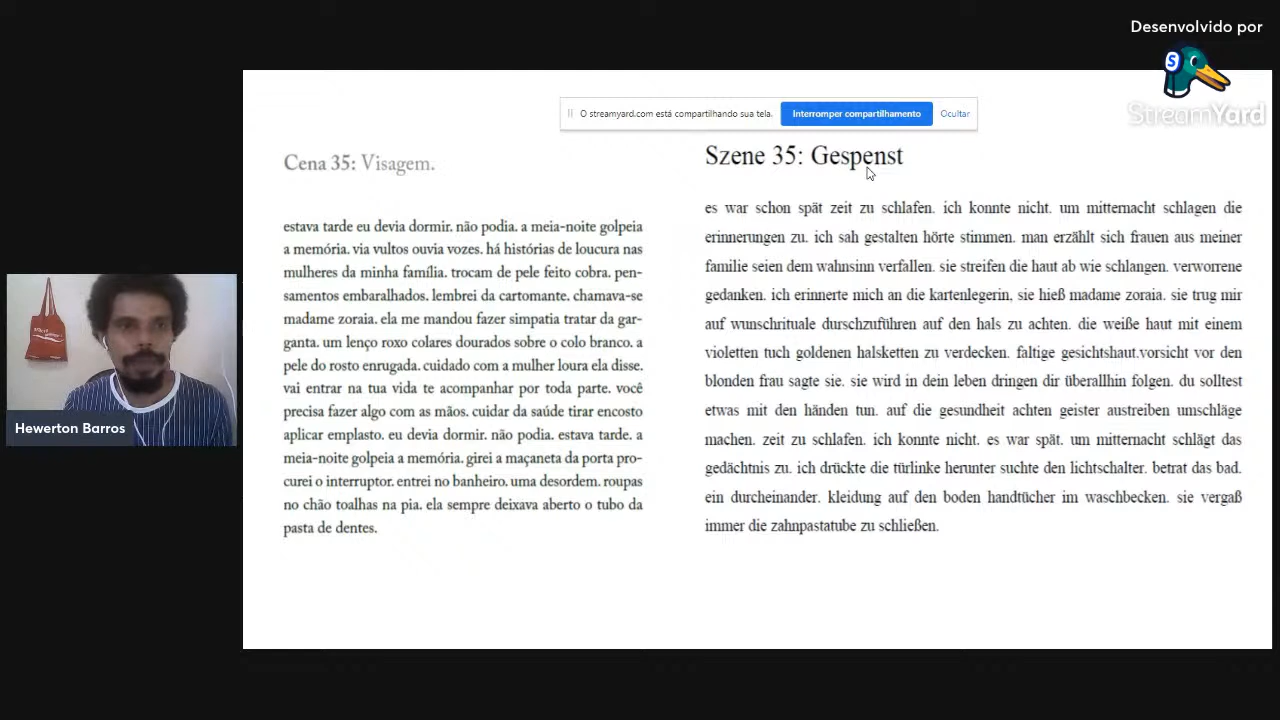 Desenvolvido por
StreamYard
O streamyard.com está compartilhando sua tela.
Interromper compartilhamento
Ocultar
Cena 35: Visagem.
estava tarde eu devia dormir. não podia. a meia-noite golpeia
a memória. via vultos ouvia vozes. há histórias de loucura nas
mulheres da minha família. trocam de pele feito cobra. pen-
samentos embaralhados. lembrei da cartomante. chamava-se
madame zoraia. ela me mandou fazer simpatia tratar da gar-
ganta. um lenço roxo colares dourados sobre o colo branco. a
pele do rosto enrugada. cuidado com a mulher loura ela disse.
vai entrar na tua vida te acompanhar por toda parte. você
precisa fazer algo com as mãos. cuidar da saúde tirar encosto
aplicar emplasto. eu devia dormir. não podia. estava tarde. a
meia-noite golpeia a memória. girei a maçaneta da porta pro-
curei o interruptor. entrei no banheiro. uma desordem. roupas
no chão toalhas na pia. ela sempre deixava aberto o tubo da
pasta de dentes.
Szene 35: Gespenst
es war schon spät zeit zu schlafen. ich konnte nicht. um mitternacht schlagen die
erinnerungen zu. ich sah gestalten hörte stimmen. man erzählt sich frauen aus meiner
familie seien dem wahnsinn verfallen. sie streifen die haut ab wie schlangen. verworrene
gedanken. ich erinnerte mich an die kartenlegerin, sie hieß madame zoraia. sie trug mir
auf wunschrituale durschzuführen auf den hals zu achten. die weiße haut mit einem
violetten tuch goldenen halsketten zu verdecken. faltige gesichtshaut.vorsicht vor den
blonden frau sagte sie. sie wird in dein leben dringen dir überallhin folgen. du solltest
etwas mit den händen tun. auf die gesundheit achten geister austreiben umschläge
machen. zeit zu schlafen. ich konnte nicht. es war spät. um mitternacht schlägt das
gedächtnis zu. ich drückte die türlinke herunter suchte den lichtschalter. betrat das bad.
ein durcheinander. kleidung auf den boden handtücher im waschbecken. sie vergaß
immer die zahnpastatube zu schließen.
Hewerton Barros